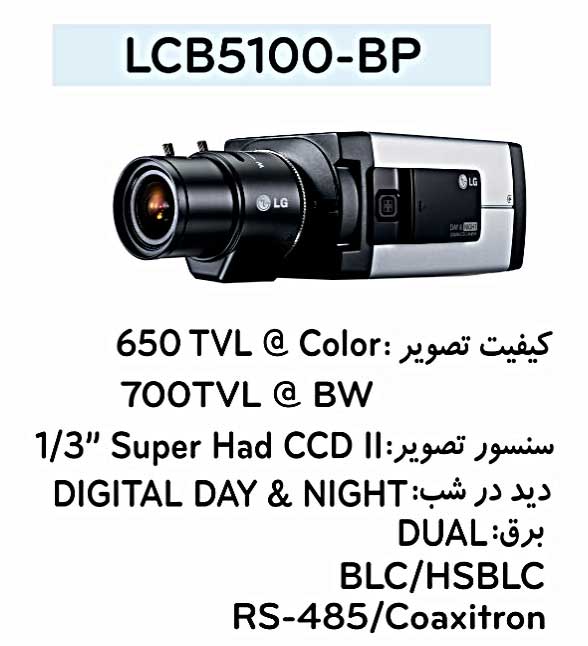 LCB5100-BP
LG
LG
DAY & NIGHT
کیفیت تصویر: 650 TVL @ Color
700TVL @ BW
سنسور تصویر: 1/3” Super Had CCD II
دید در شب: DIGITAL DAY & NIGHT
برق: DUAL
BLC/HSBLC
RS-485/Coaxitron